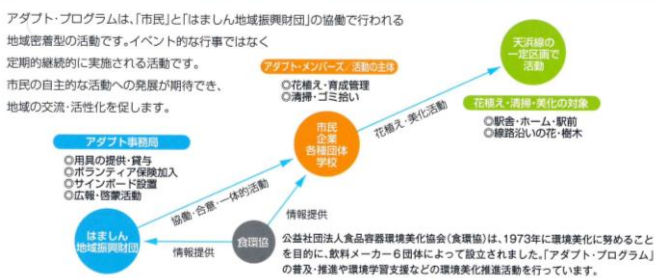 アダプト・プログラムは、「市民」と「はましん地域振興財団」の協働で行われる
地域密着型の活動です。イベント的な行事ではなく
定期的継続的に実施される活動です。
市民の自主的な活動への発展が期待でき、
地域の交流・活性化を促します。
天浜線の
一定区画で
活動
アダプト・メンバーズ/活動の主体
◎花植え・育成管理
◎清掃・ゴミ拾い
花植え・清掃・美化の対象
◎駅舎・ホーム・駅前
◎線路沿いの花・樹木
市民
企業
各種団体
学校
花植え・美化活動
アダプト事務局
◎用具の提供・貸与
◎ボランティア保険加入
◎サインボード設置
◎広報・啓蒙活動
協働・合意・一体的活動
情報提供
はましん
地域振興財団
情報提供
食環協
公益社団法人食品容器環境美化協会(食環協)は、1973年に環境美化に努めること
を目的に、飲料メーカー6団体によって設立されました。「アダプト・プログラム」
の普及・推進や環境学習支援などの環境美化推進活動を行っています。